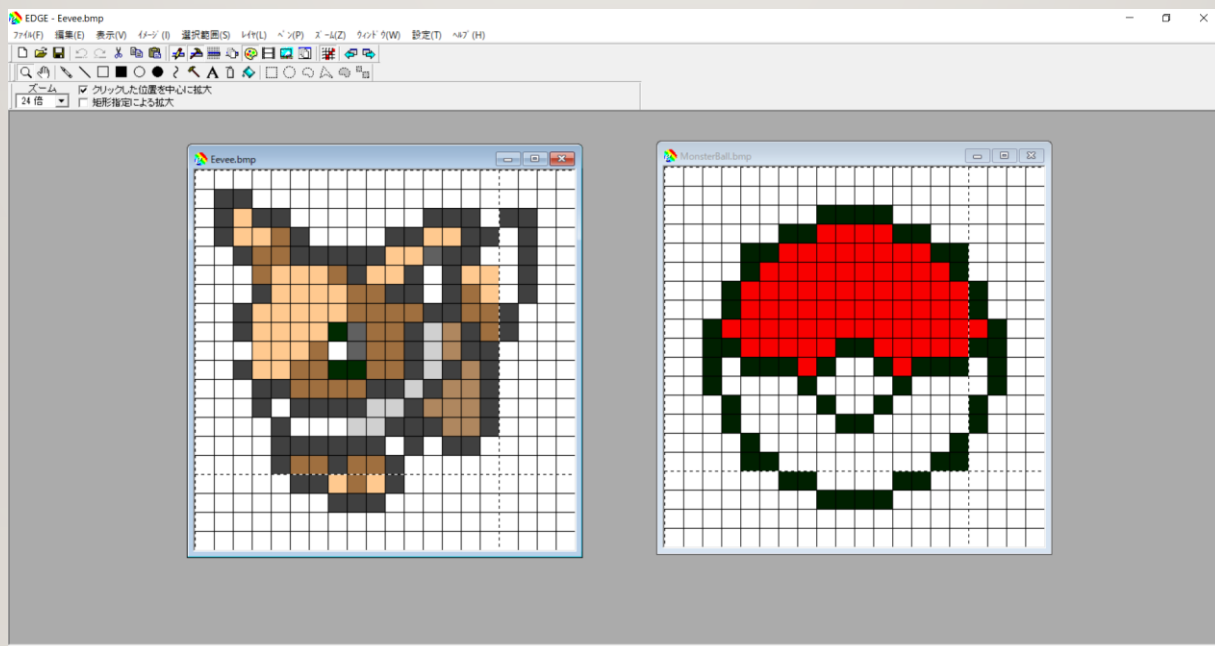 EDGE - Eevee.bmp
ﾌｧｲﾙ(F) 編集(E) 表示(V) ｲﾒｰｼﾞ(I) 選択範囲(S) ﾚｲﾔ(L) ﾍﾟﾝ(P) ｽﾞｰﾑ(Z) ｳｨﾝﾄﾞｳ(W) 設定(T) ﾍﾙﾌﾟ(H)
A
ズーム
24 倍
クリックした位置を中心に拡大
矩形指定による拡大
Eevee.bmp
MonsterBall.bmp